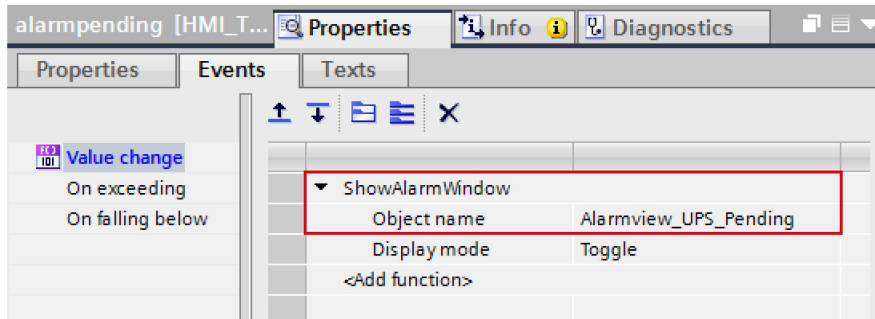 alarmpending [HMI_T... Properties Info Diagnostics
Properties Events Texts
Value change
On exceeding
On falling below
ShowAlarmWindow
Object name Alarmview_UPS_Pending
Display mode Toggle
<Add function>